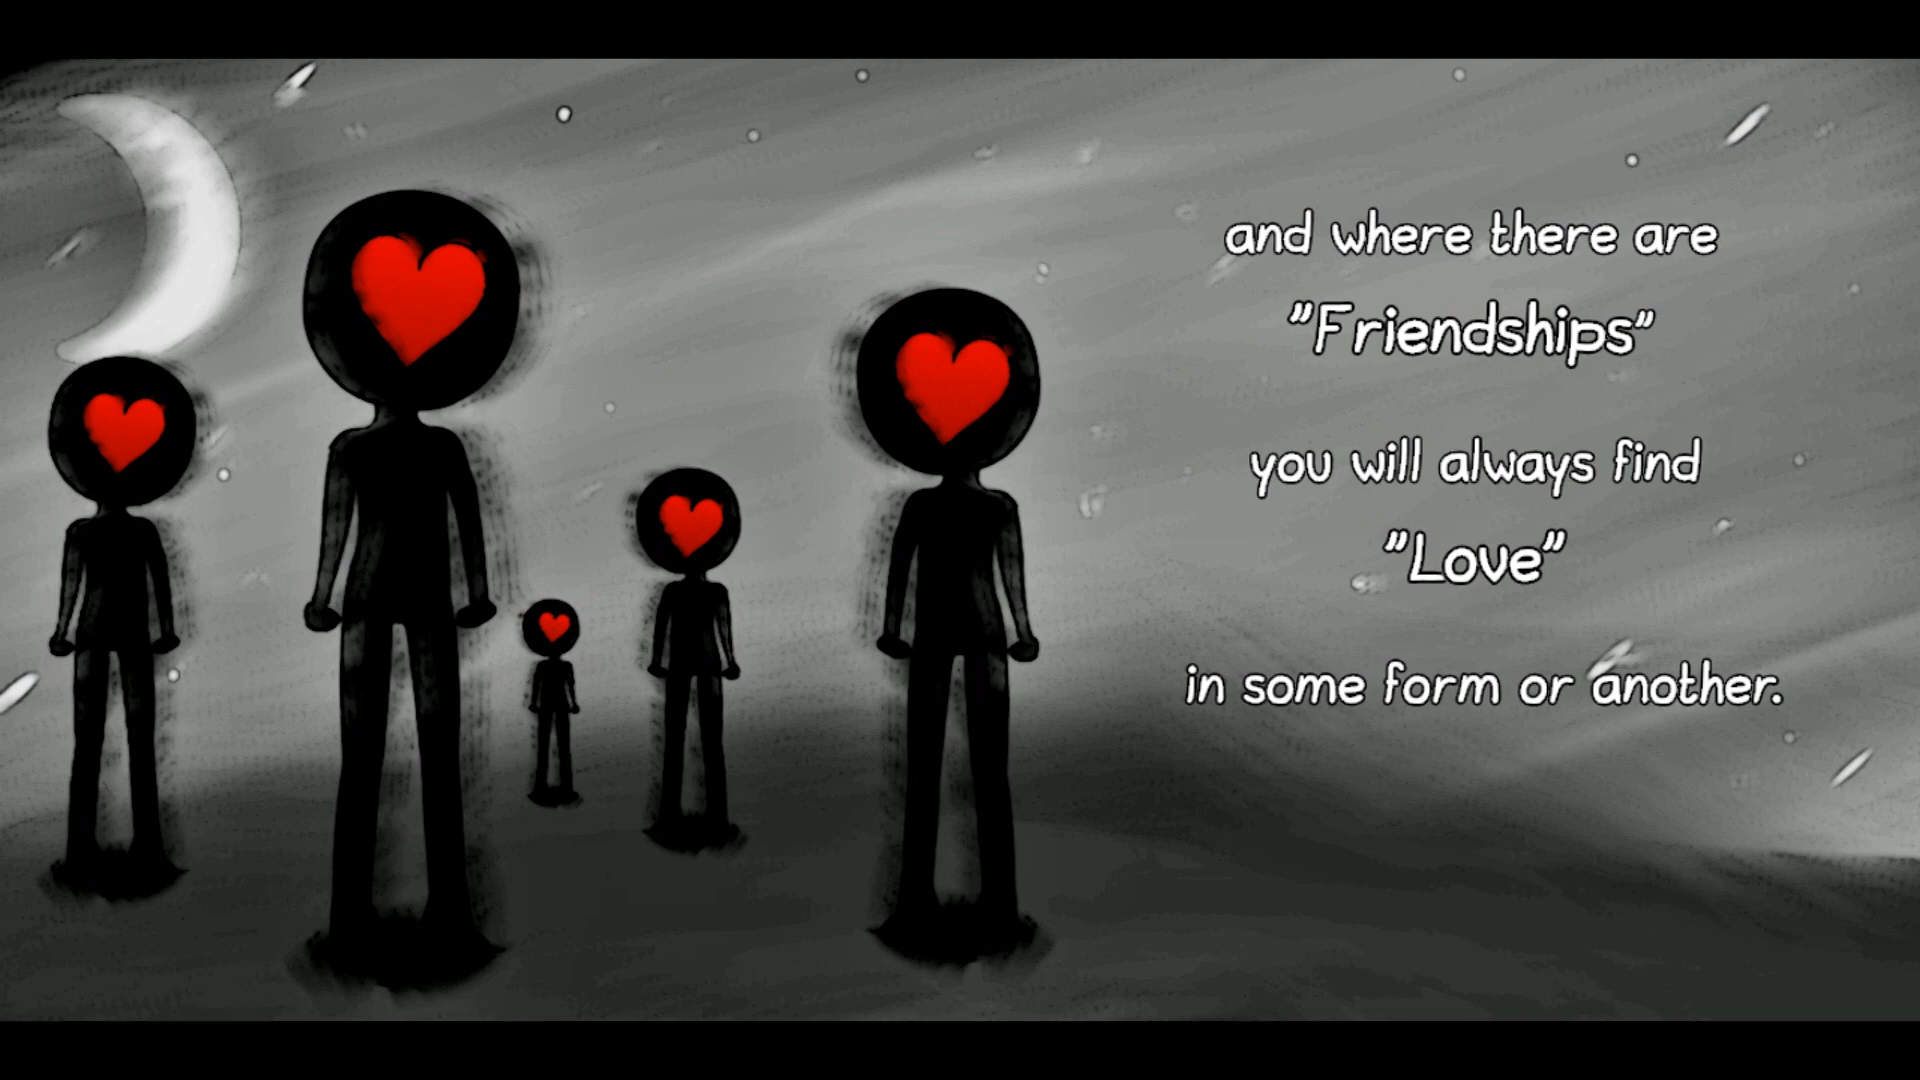 and where there are
"Friendships"
you will always find
"Love"
in some form or another.